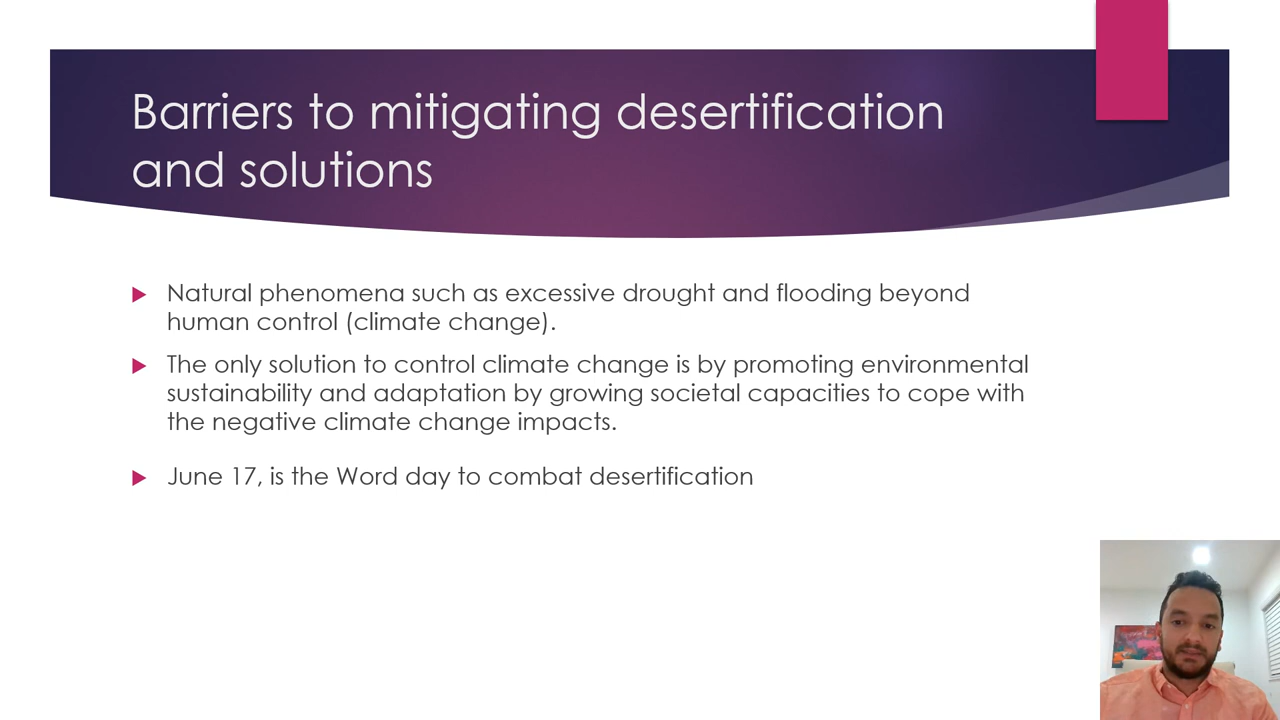 Barriers to mitigating desertification
and solutions
Natural phenomena such as excessive drought and flooding beyond
human control (climate change).
The only solution to control climate change is by promoting environmental
sustainability and adaptation by growing societal capacities to cope with
the negative climate change impacts.
June 17, is the Word day to combat desertification